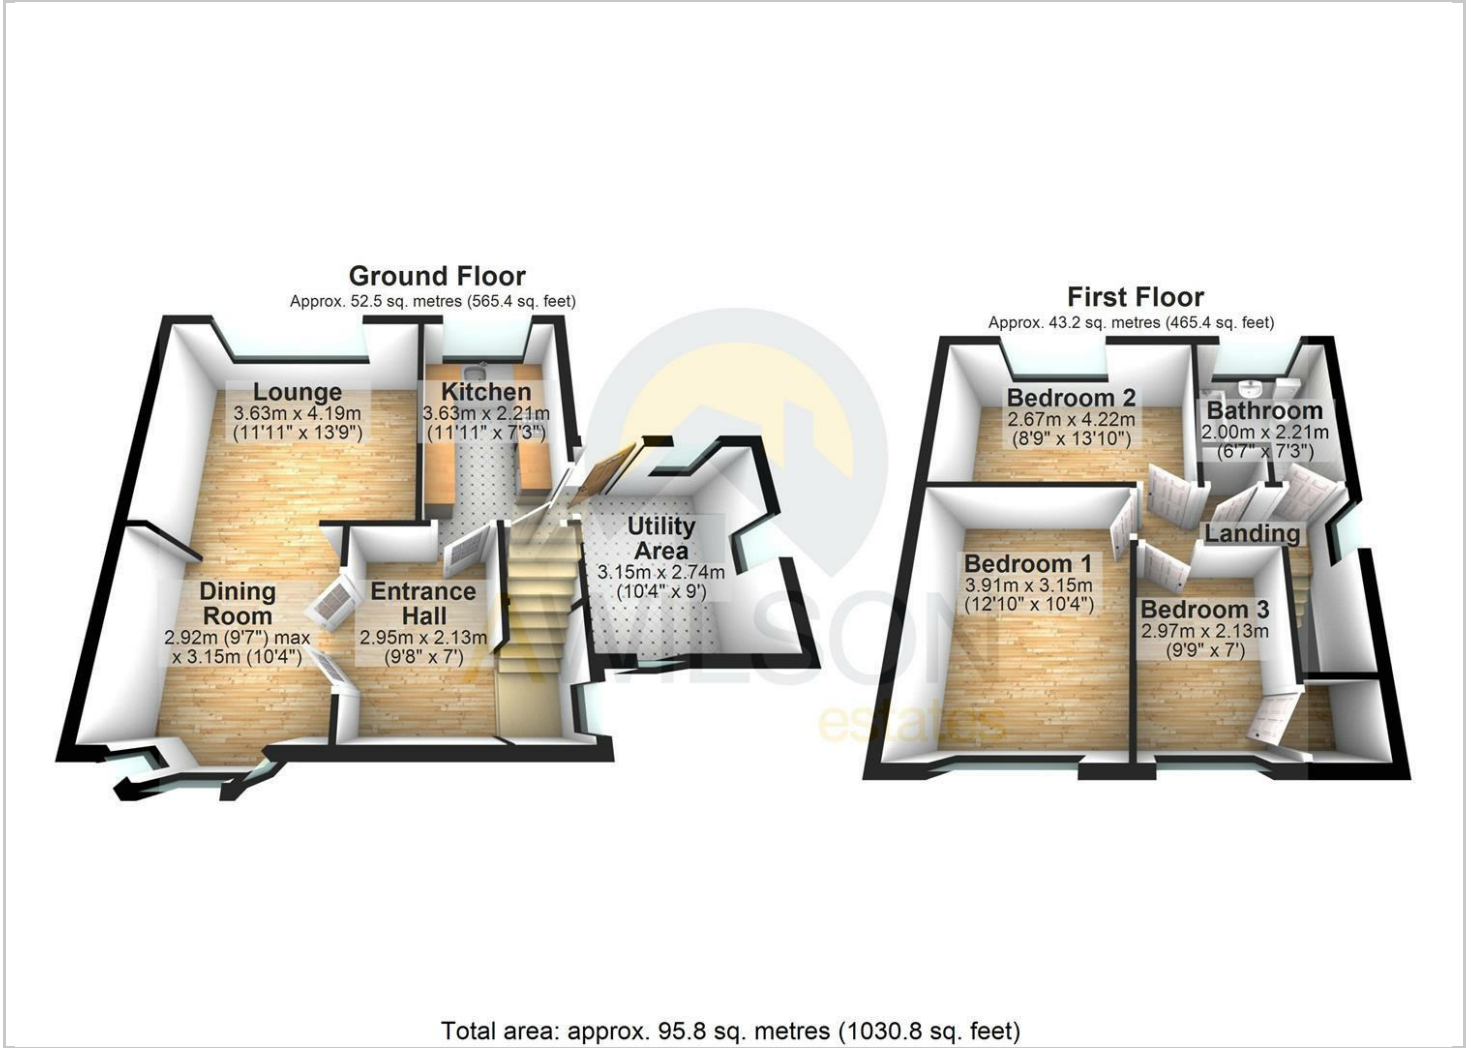 Ground Floor
Approx. 52.5 sq. metres (565.4 sq. feet)
Lounge
3.63m x 4.19m
(11'11" x 13'9")
Kitchen
3.63m x 2.21m
(11'11" x 7'3")
Utility
Area
3.15m x 2.74m
(10'4" x 9')
Dining
Room
2.92m (9'7") max
x 3.15m (10'4")
Entrance
Hall
2.95m x 2.13m
(9'8" x 7')
First Floor
Approx. 43.2 sq. metres (465.4 sq. feet)
Bedroom 2
2.67m x 4.22m
(8'9" x 13'10")
Bathroom
2.00m x 2.21m
(6'7" x 7'3")
Landing
Bedroom 1
3.91m x 3.15m
(12'10" x 10'4")
Bedroom 3
2.97m x 2.13m
(9'9" x 7')
AWILSON
estates
Total area: approx. 95.8 sq. metres (1030.8 sq. feet)